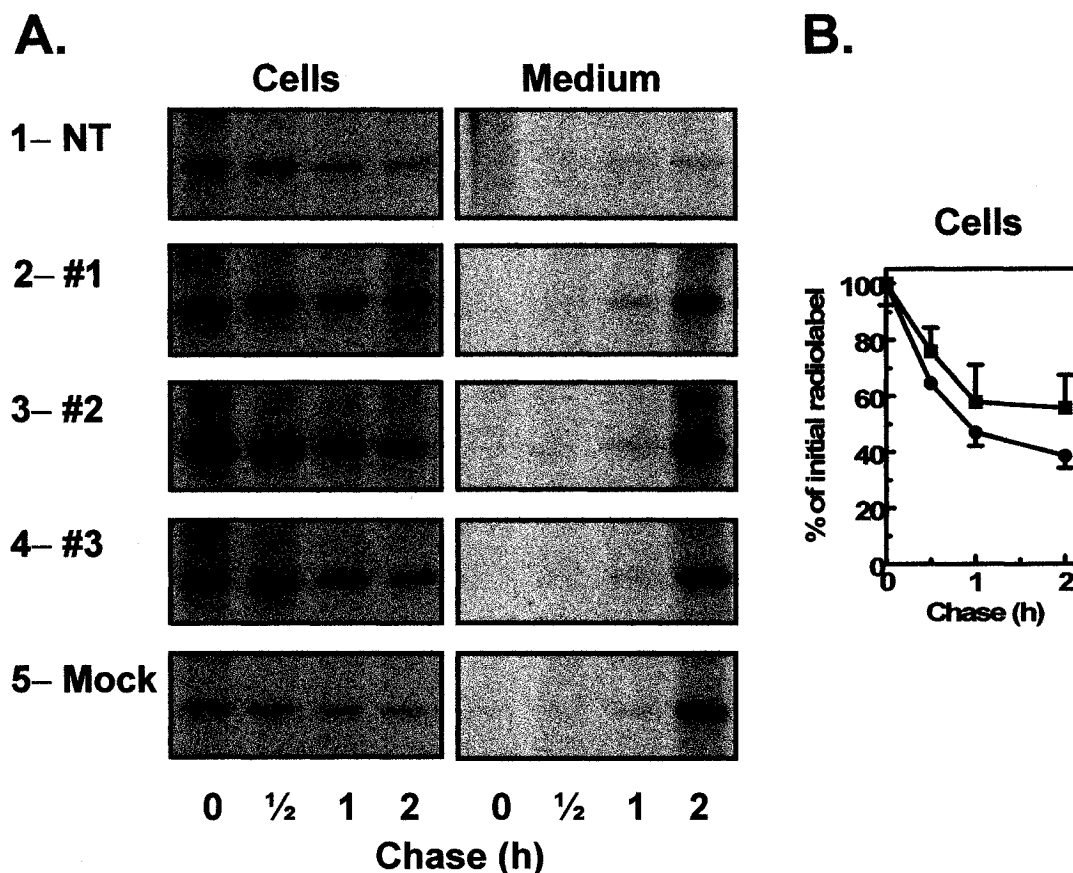 A.
Cells Medium
1– NT
2– #1
3– #2
4– #3
5– Mock
0 ½ 1 2 0 ½ 1 2
Chase (h)
B.
Cells
% of initial radiolabel
100
80
60
40
20
0
0 1 2
Chase (h)